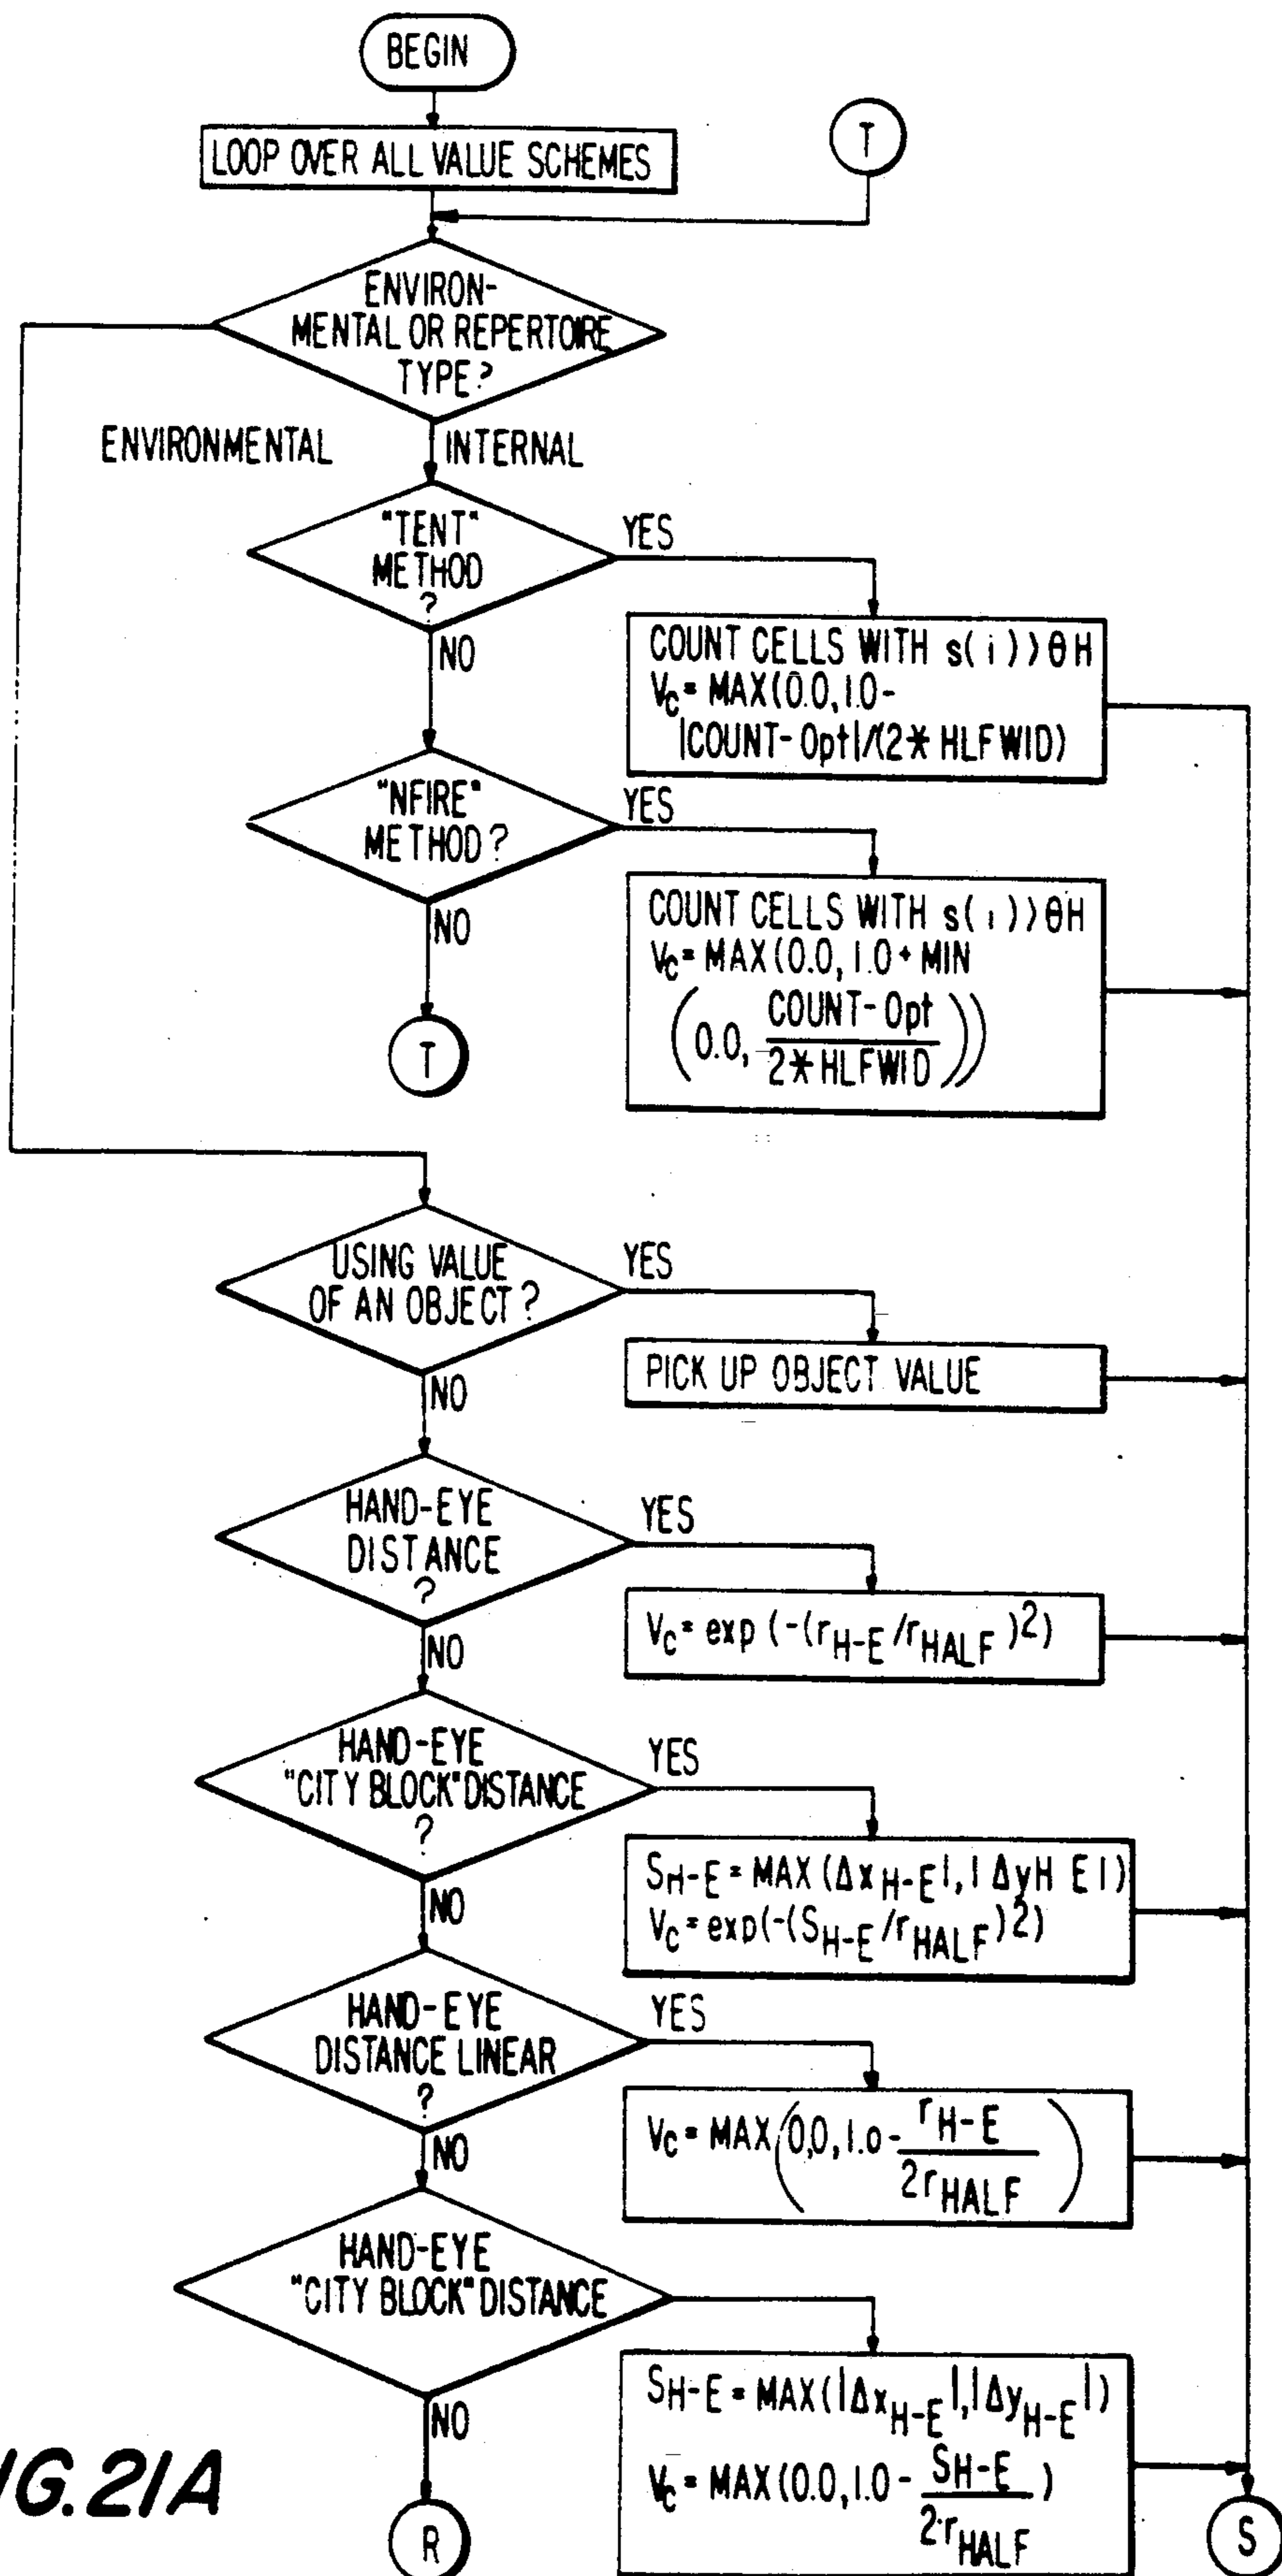 BEGIN
LOOP OVER ALL VALUE SCHEMES
T
ENVIRON-
MENTAL OR REPERTOIRE
TYPE?
ENVIRONMENTAL
INTERNAL
"TENT"
METHOD
?
YES
NO
COUNT CELLS WITH s(i)>θH
VC = MAX(0.0,1.0-
|COUNT-Opt|/(2* HLFWID)
"NFIRE"
METHOD?
YES
NO
COUNT CELLS WITH s(i)>θH
VC = MAX(0.0, 1.0+ MIN
(0.0, COUNT-Opt
2* HLFWID))
T
USING VALUE
OF AN OBJECT?
YES
NO
PICK UP OBJECT VALUE
HAND-EYE
DISTANCE
?
YES
NO
VC = exp (-(rH-E /rHALF )2)
HAND-EYE
"CITY BLOCK" DISTANCE
?
YES
NO
SH-E = MAX (ΔxH-E|,| ΔyH E|)
VC = exp(-(SH-E /rHALF )2)
HAND-EYE
DISTANCE LINEAR
?
YES
NO
VC = MAX(0,0, 1.0- rH-E
2rHALF )
HAND-EYE
"CITY BLOCK" DISTANCE
NO
SH-E = MAX(|ΔxH-E|,|ΔyH-E|)
VC = MAX(0.0,1.0- SH-E )
2·rHALF
R
S
IG.21A